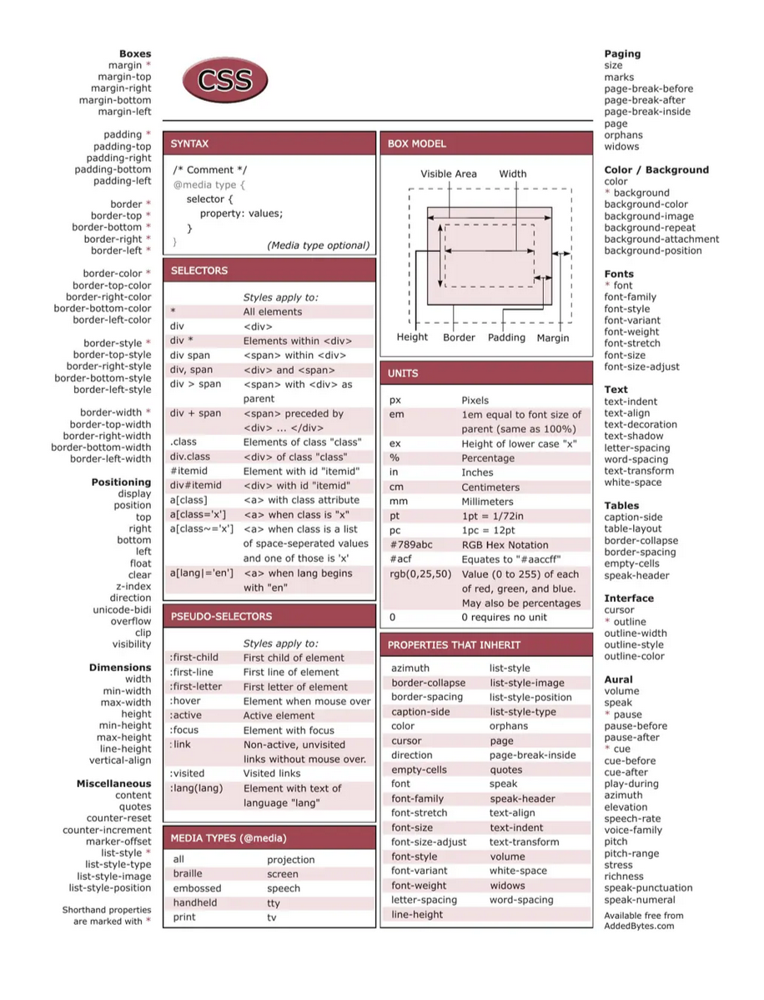 Boxes
margin *
margin-top
margin-right
margin-bottom
margin-left
padding *
padding-top
padding-right
padding-bottom
padding-left
border *
border-top *
border-bottom *
border-right *
border-left *
border-color *
border-top-color
border-right-color
border-bottom-color
border-left-color
border-style *
border-top-style
border-right-style
border-bottom-style
border-left-style
border-width *
border-top-width
border-right-width
border-bottom-width
border-left-width
Positioning
display
position
top
right
bottom
left
float
clear
z-index
direction
unicode-bidi
overflow
clip
visibility
Dimensions
width
min-width
max-width
height
min-height
max-height
line-height
vertical-align
Miscellaneous
content
quotes
counter-reset
counter-increment
marker-offset
list-style *
list-style-type
list-style-image
list-style-position
Shorthand properties
are marked with *
CSS
SYNTAX
/* Comment */
@media type {
selector {
property: values;
}
}
(Media type optional)
SELECTORS
Styles apply to:
* All elements
div <div>
div * Elements within <div>
div span <span> within <div>
div, span <div> and <span>
div > span <span> with <div> as
parent
div + span <span> preceded by
<div> ... </div>
.class Elements of class "class"
div.class <div> of class "class"
#itemid Element with id "itemid"
div#itemid <div> with id "itemid"
a[class] <a> with class attribute
a[class='x'] <a> when class is "x"
a[class~='x'] <a> when class is a list
of space-seperated values
and one of those is 'x'
a[lang|='en'] <a> when lang begins
with "en"
PSEUDO-SELECTORS
Styles apply to:
:first-child First child of element
:first-line First line of element
:first-letter First letter of element
:hover Element when mouse over
:active Active element
:focus Element with focus
:link Non-active, unvisited
links without mouse over.
:visited Visited links
:lang(lang) Element with text of
language "lang"
MEDIA TYPES (@media)
all projection
braille screen
embossed speech
handheld tty
print tv
BOX MODEL
Visible Area Width
Height Border Padding Margin
UNITS
px Pixels
em 1em equal to font size of
parent (same as 100%)
ex Height of lower case "x"
% Percentage
in Inches
cm Centimeters
mm Millimeters
pt 1pt = 1/72in
pc 1pc = 12pt
#789abc RGB Hex Notation
#acf Equates to "#aaccff"
rgb(0,25,50) Value (0 to 255) of each
of red, green, and blue.
May also be percentages
0 0 requires no unit
PROPERTIES THAT INHERIT
azimuth list-style
border-collapse list-style-image
border-spacing list-style-position
caption-side list-style-type
color orphans
cursor page
direction page-break-inside
empty-cells quotes
font speak
font-family speak-header
font-stretch text-align
font-size text-indent
font-size-adjust text-transform
font-style volume
font-variant white-space
font-weight widows
letter-spacing word-spacing
line-height
Paging
size
marks
page-break-before
page-break-after
page-break-inside
page
orphans
widows
Color / Background
color
* background
background-color
background-image
background-repeat
background-attachment
background-position
Fonts
* font
font-family
font-style
font-variant
font-weight
font-stretch
font-size
font-size-adjust
Text
text-indent
text-align
text-decoration
text-shadow
letter-spacing
word-spacing
text-transform
white-space
Tables
caption-side
table-layout
border-collapse
border-spacing
empty-cells
speak-header
Interface
cursor
* outline
outline-width
outline-style
outline-color
Aural
volume
speak
* pause
pause-before
pause-after
* cue
cue-before
cue-after
play-during
azimuth
elevation
speech-rate
voice-family
pitch
pitch-range
stress
richness
speak-punctuation
speak-numeral
Available free from
AddedBytes.com